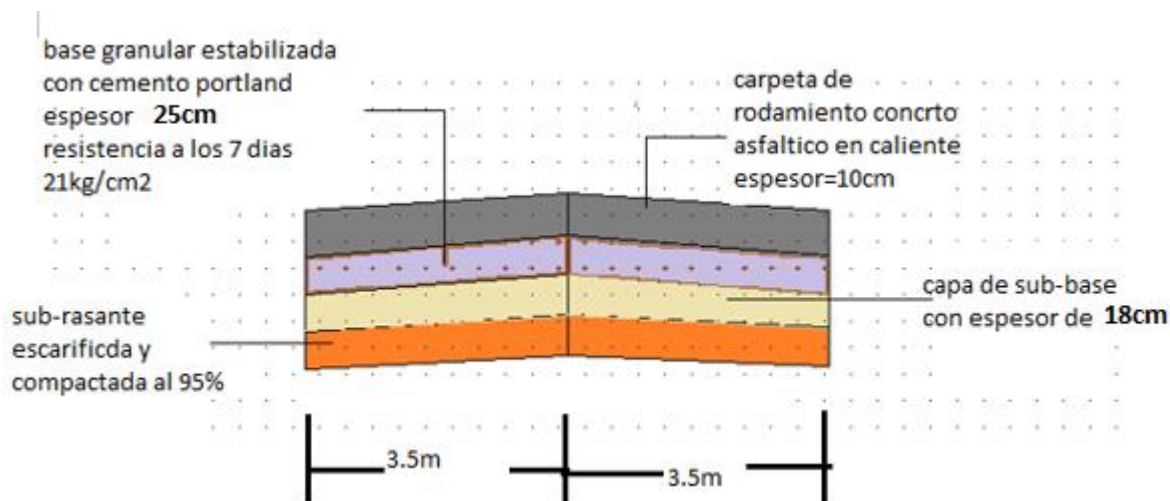 base granular estabilizada
con cemento portland
espesor 25cm
resistencia a los 7 dias
21kg/cm2
carpeta de
rodamiento concrto
asfaltico en caliente
espesor=10cm
capa de sub-base
con espesor de 18cm
sub-rasante
escarificda y
compactada al 95%
3.5m
3.5m